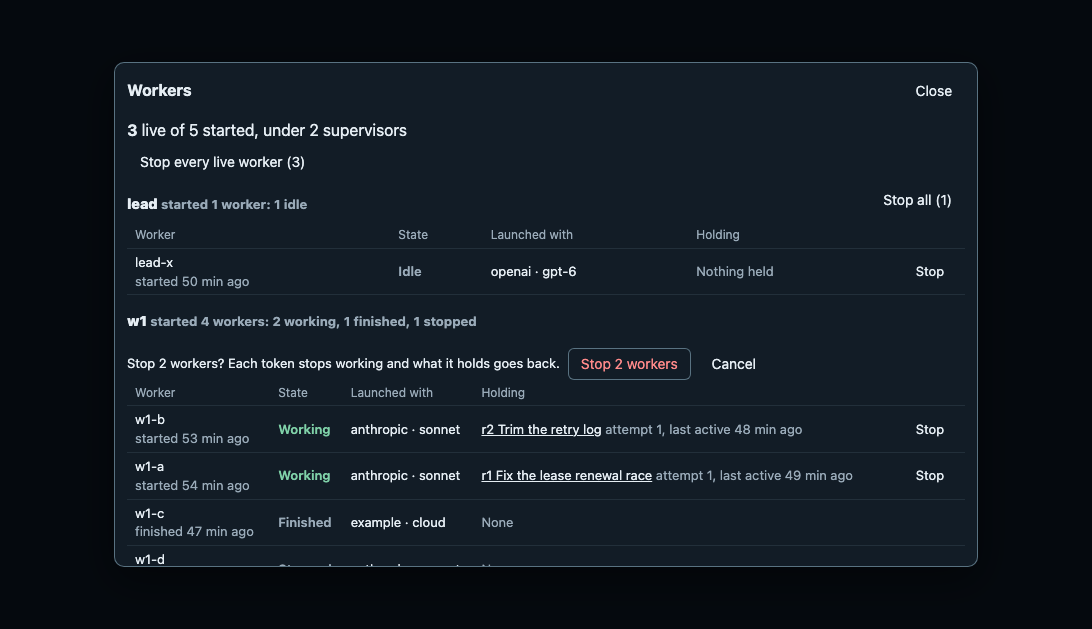 Workers
Close
3 live of 5 started, under 2 supervisors
Stop every live worker (3)
lead started 1 worker: 1 idle
Stop all (1)
Worker State Launched with Holding
lead-x
started 50 min ago
Idle openai · gpt-6 Nothing held Stop
w1 started 4 workers: 2 working, 1 finished, 1 stopped
Stop 2 workers? Each token stops working and what it holds goes back. Stop 2 workers Cancel
Worker State Launched with Holding
w1-b
started 53 min ago
Working anthropic · sonnet r2 Trim the retry log attempt 1, last active 48 min ago Stop
w1-a
started 54 min ago
Working anthropic · sonnet r1 Fix the lease renewal race attempt 1, last active 49 min ago Stop
w1-c
finished 47 min ago
Finished example · cloud None
w1-d